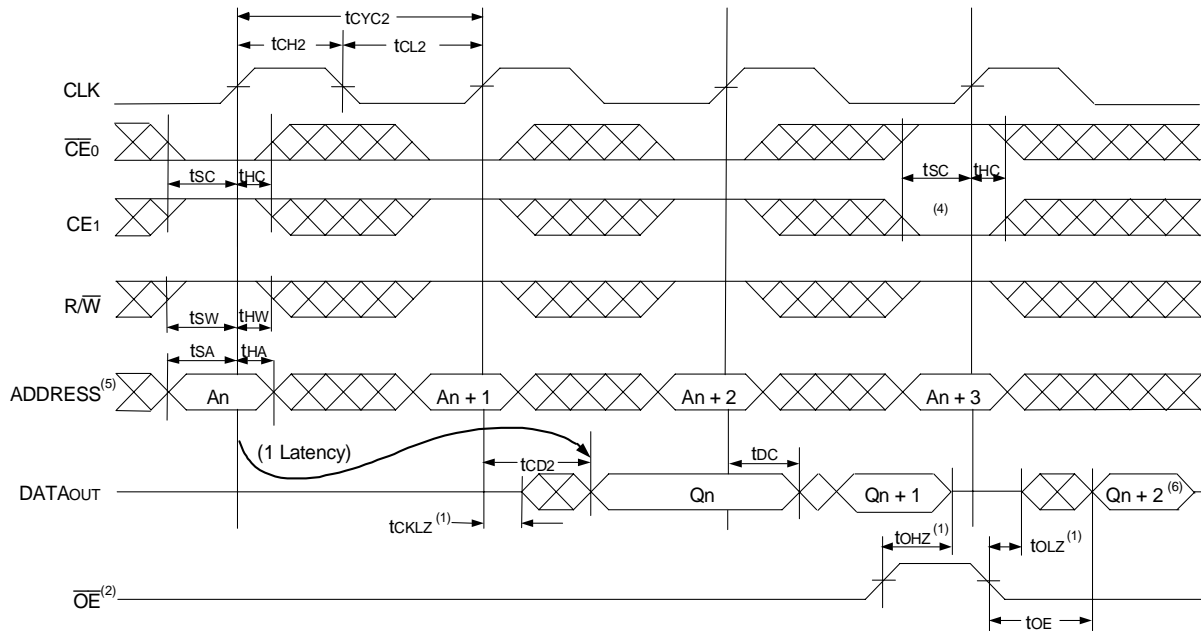 tCYC2
tCH2 tCL2
CLK
CE0
tSC tHC tSC tHC
CE1 (4)
R/W
tSW tHW
tSA tHA
ADDRESS(5) An An + 1 An + 2 An + 3
(1 Latency) tCD2 tDC
DATAOUT Qn Qn + 1 Qn + 2 (6)
tCKLZ (1) tOHZ (1) tOLZ (1)
OE (2)
tOE